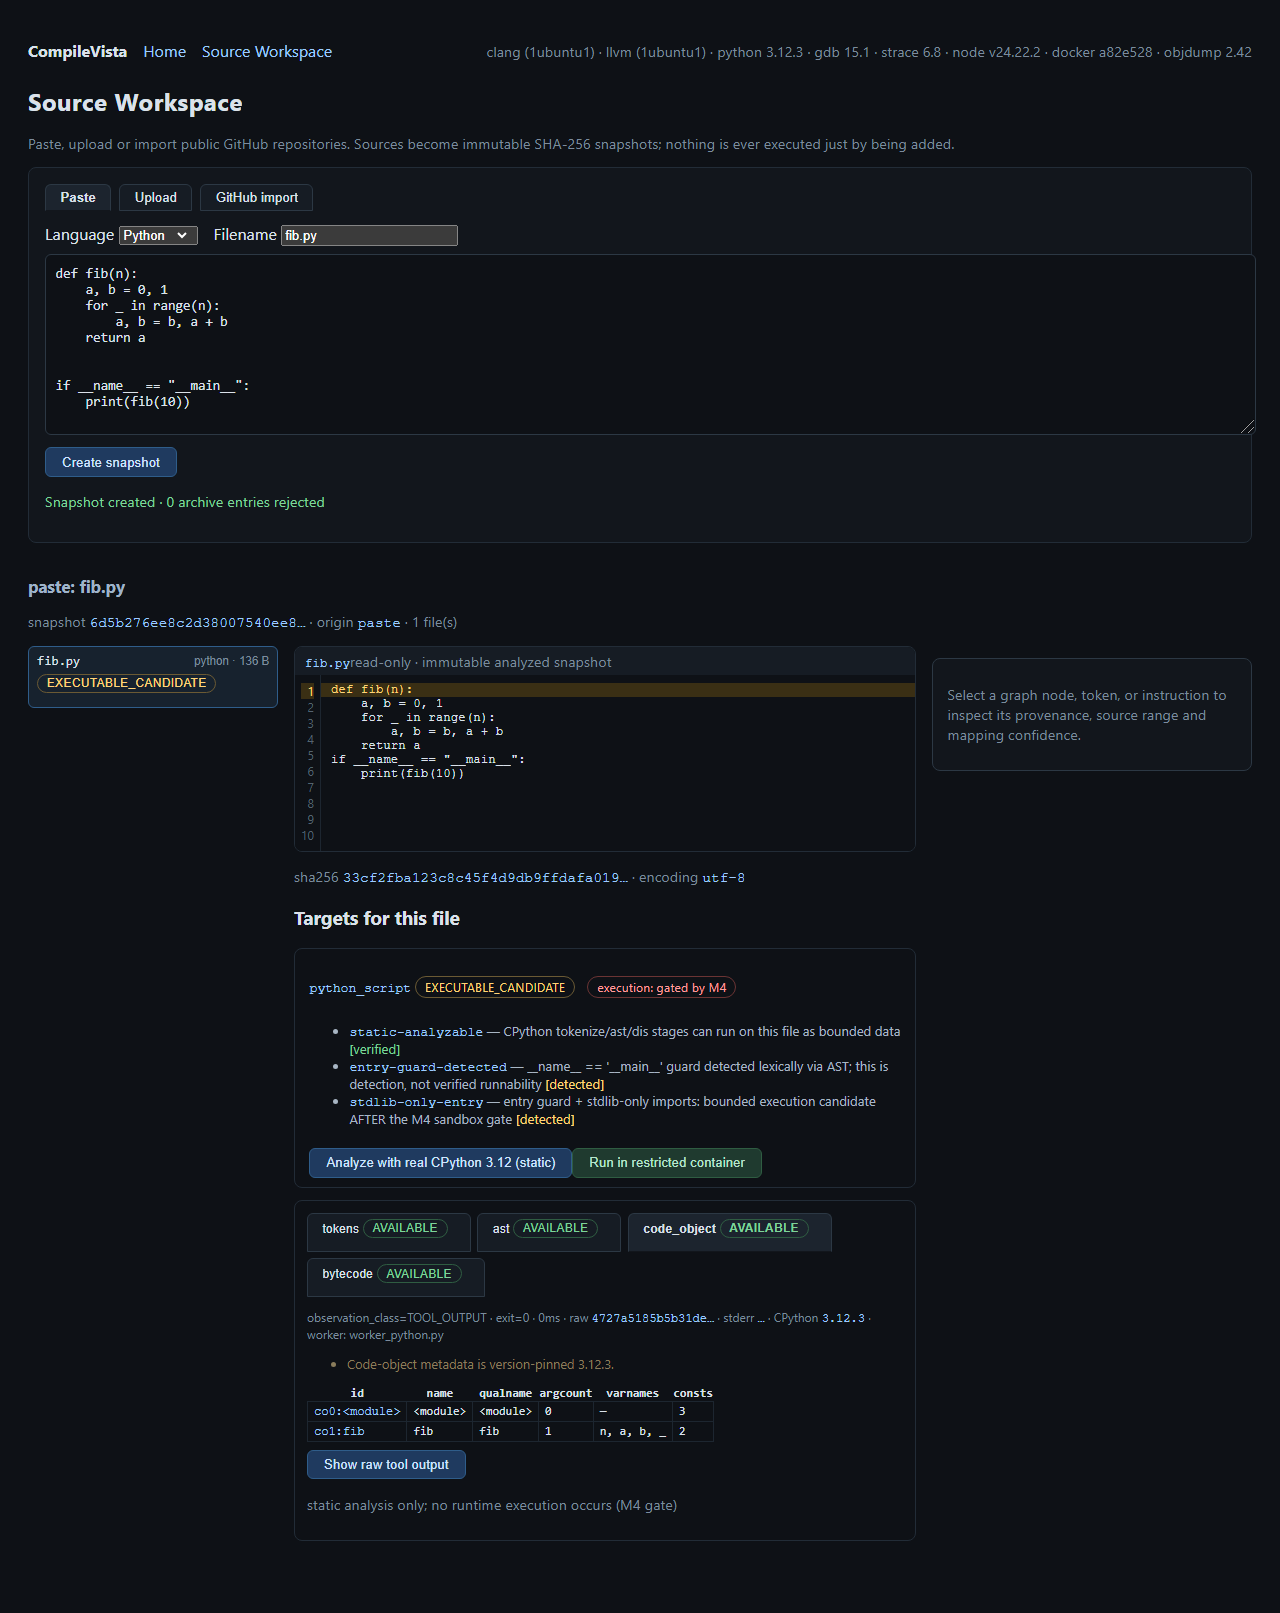 CompileVista Home Source Workspace clang (1ubuntu1) · llvm (1ubuntu1) · python 3.12.3 · gdb 15.1 · strace 6.8 · node v24.22.2 · docker a82e528 · objdump 2.42
Source Workspace
Paste, upload or import public GitHub repositories. Sources become immutable SHA-256 snapshots; nothing is ever executed just by being added.
Paste Upload GitHub import
Language Python Filename fib.py
def fib(n):
    a, b = 0, 1
    for _ in range(n):
        a, b = b, a + b
    return a
if __name__ == "__main__":
    print(fib(10))
Create snapshot
Snapshot created · 0 archive entries rejected
paste: fib.py
snapshot 6d5b276ee8c2d38007540ee8… · origin paste · 1 file(s)
fib.py python · 136 B
EXECUTABLE_CANDIDATE
fib.pyread-only · immutable analyzed snapshot
1 def fib(n):
2     a, b = 0, 1
3     for _ in range(n):
4         a, b = b, a + b
5     return a
6 if __name__ == "__main__":
7     print(fib(10))
8
9
10
Select a graph node, token, or instruction to
inspect its provenance, source range and
mapping confidence.
sha256 33cf2fba123c8c45f4d9db9ffdafa019… · encoding utf-8
Targets for this file
python_script EXECUTABLE_CANDIDATE execution: gated by M4
• static-analyzable — CPython tokenize/ast/dis stages can run on this file as bounded data
[verified]
• entry-guard-detected — __name__ == '__main__' guard detected lexically via AST; this is
detection, not verified runnability [detected]
• stdlib-only-entry — entry guard + stdlib-only imports: bounded execution candidate
AFTER the M4 sandbox gate [detected]
Analyze with real CPython 3.12 (static) Run in restricted container
tokens AVAILABLE ast AVAILABLE code_object AVAILABLE
bytecode AVAILABLE
observation_class=TOOL_OUTPUT · exit=0 · 0ms · raw 4727a5185b5b31de… · stderr … · CPython 3.12.3 ·
worker: worker_python.py
• Code-object metadata is version-pinned 3.12.3.
id name qualname argcount varnames consts
co0:<module> <module> <module> 0 — 3
co1:fib fib fib 1 n, a, b, _ 2
Show raw tool output
static analysis only; no runtime execution occurs (M4 gate)